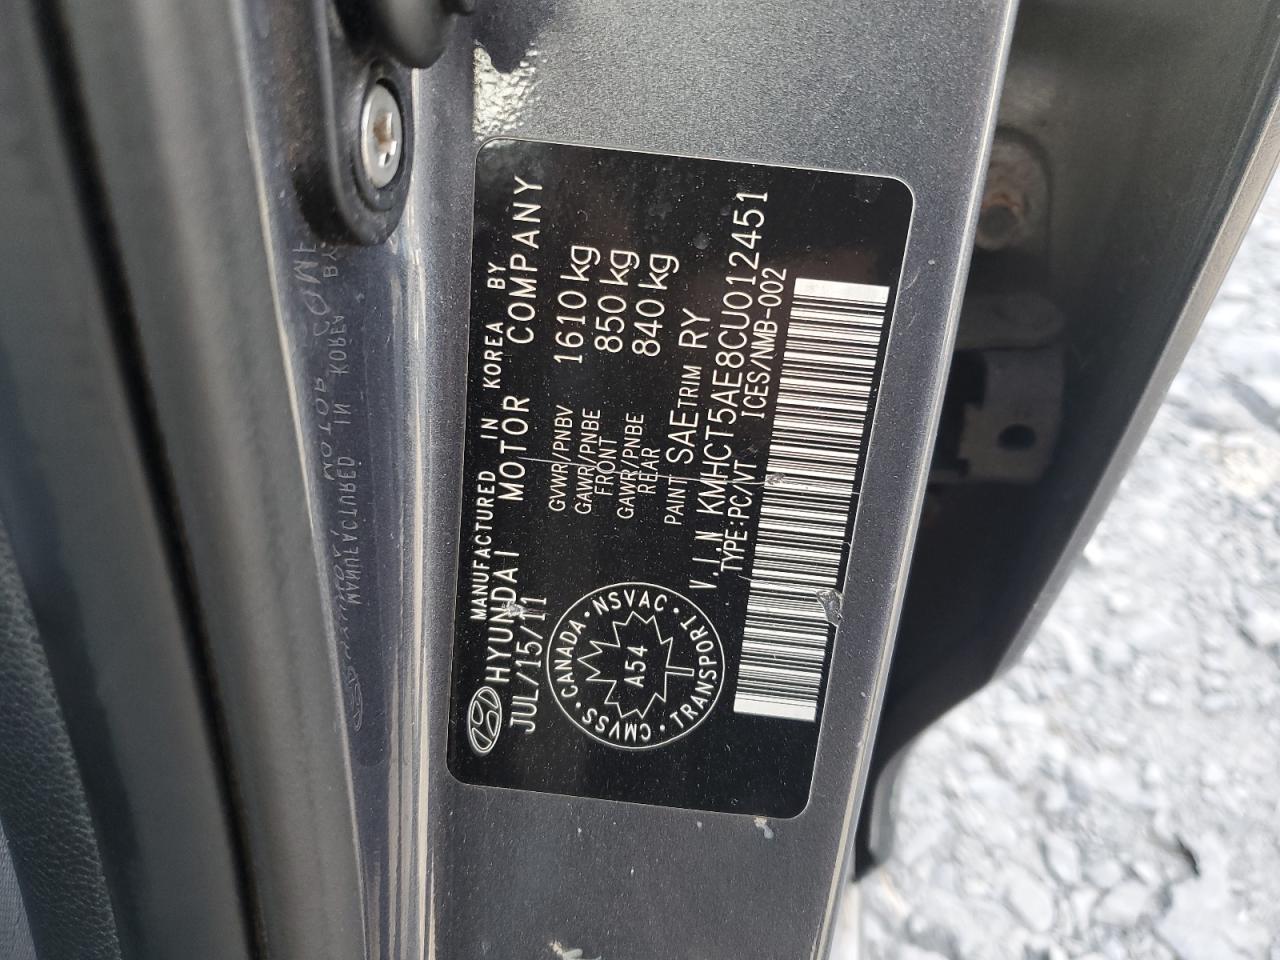 MANUFACTURED IN KOREA BY
HYUNDAI MOTOR COMPANY
JUL/15/11
GVWR/PNBV 1610 kg
GAWR/PNBE FRONT 850 kg
GAWR/PNBE REAR 840 kg
PAINT SAE TRIM RY
V.I.N KMHCT5AE8CU012451
TYPE:PC/VT ICES/NMB-002
CMVSS · CANADA · NSVAC · TRANSPORT ·
A54